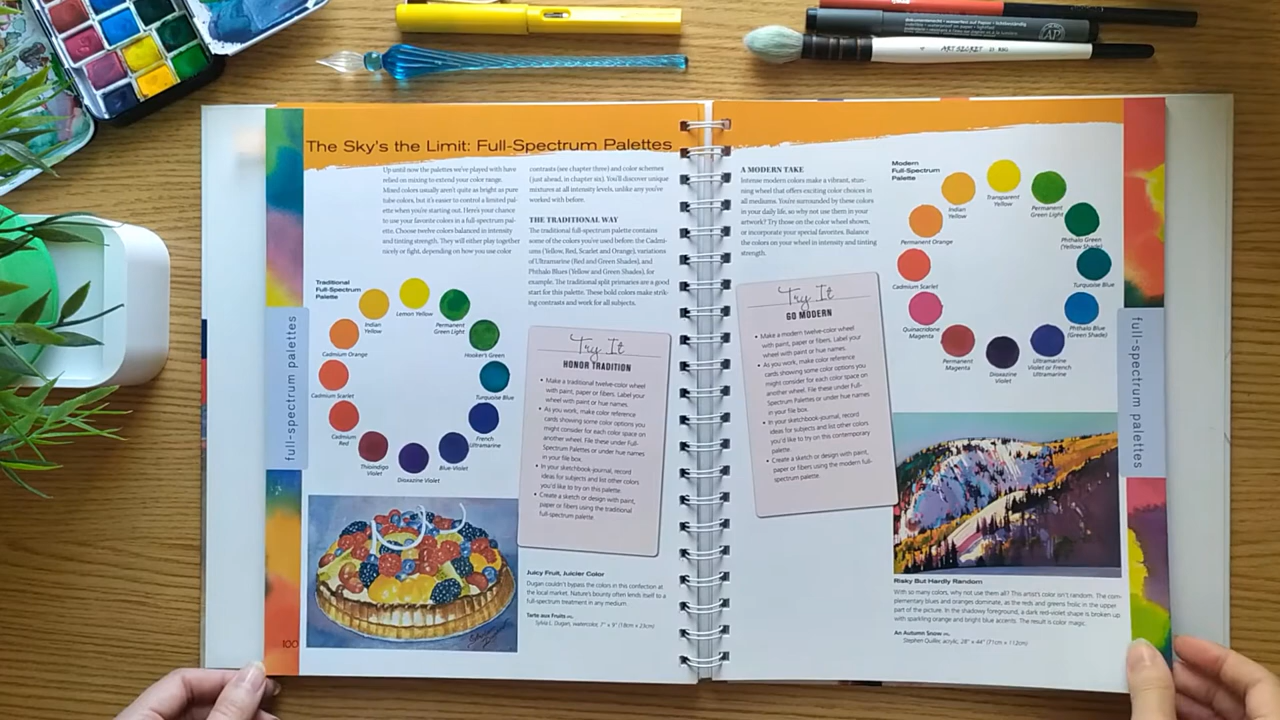 ART SECRET
AP
The Sky's the Limit: Full-Spectrum Palettes
Up until now the palettes we've played with have
relied on mixing to extend your color range.
Mixed colors usually aren't quite as bright as pure
tube colors, but it's easier to control a limited pal-
ette when you're starting out. Here's your chance
to use your favorite colors in a full-spectrum pal-
ette. Choose twelve colors balanced in intensity
and tinting strength. They will either play together
nicely or fight, depending on how you use color
contrasts (see chapter three) and color schemes
(just ahead, in chapter six). You'll discover unique
mixtures at all intensity levels, unlike any you've
worked with before.
THE TRADITIONAL WAY
The traditional full-spectrum palette contains
some of the colors you've used before: the Cadmi-
ums (Yellow, Red, Scarlet and Orange), variations
of Ultramarine (Red and Green Shades), and
Phthalo Blues (Yellow and Green Shades), for
example. The traditional split primaries are a good
start for this palette. These bold colors make strik-
ing contrasts and work for all subjects.
Traditional
Full-Spectrum
Palette
Lemon Yellow
Indian
Yellow
Permanent
Green Light
Cadmium Orange
Hooker's Green
Cadmium Scarlet
Turquoise Blue
Cadmium
Red
French
Ultramarine
Thioindigo
Violet
Blue-Violet
Dioxazine Violet
full-spectrum palettes
Try It
HONOR TRADITION
• Make a traditional twelve-color wheel
with paint, paper or fibers. Label your
wheel with paint or hue names.
• As you work, make color reference
cards showing some color options you
might consider for each color space on
another wheel. File these under Full-
Spectrum Palettes or under hue names
in your file box.
• In your sketchbook-journal, record
ideas for subjects and list other colors
you'd like to try on this palette.
• Create a sketch or design with paint,
paper or fibers using the traditional
full-spectrum palette.
Juicy Fruit, Juicier Color
Dugan couldn't bypass the colors in this confection at
the local market. Nature's bounty often lends itself to a
full-spectrum treatment in any medium.
Tarte aux Fruits
Sylvia L. Dugan, watercolor, 7" × 9" (18cm × 23cm)
100
A MODERN TAKE
Intense modern colors make a vibrant, stun-
ning wheel that offers exciting color choices in
all mediums. You're surrounded by these colors
in your daily life, so why not use them in your
artwork? Try those on the color wheel shown,
or incorporate your special favorites. Balance
the colors on your wheel in intensity and tinting
strength.
Modern
Full-Spectrum
Palette
Transparent
Yellow
Indian
Yellow
Permanent
Green Light
Permanent Orange
Phthalo Green
(Yellow Shade)
Cadmium Scarlet
Turquoise Blue
Quinacridone
Magenta
Phthalo Blue
(Green Shade)
Permanent
Magenta
Dioxazine
Violet
Ultramarine
Violet or French
Ultramarine
Try It
GO MODERN
• Make a modern twelve-color wheel
with paint, paper or fibers. Label your
wheel with paint or hue names.
• As you work, make color reference
cards showing some color options you
might consider for each color space on
another wheel. File these under Full-
Spectrum Palettes or under hue names
in your file box.
• In your sketchbook-journal, record
ideas for subjects and list other colors
you'd like to try on this contemporary
palette.
• Create a sketch or design with paint,
paper or fibers using the modern full-
spectrum palette.
full-spectrum palettes
Risky But Hardly Random
With so many colors, why not use them all? This artist's color isn't random. The com-
plementary blues and oranges dominate, as the reds and greens frolic in the upper
part of the picture. In the shadowy foreground, a dark red-violet shape is broken up
with sparkling orange and bright blue accents. The result is color magic.
An Autumn Snow
Stephen Quiller, acrylic, 28" × 44" (71cm × 112cm)